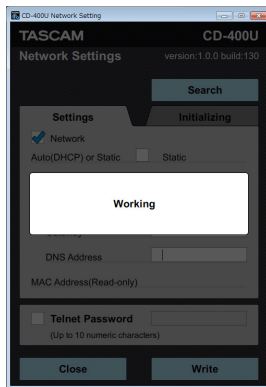 CD-400U Network Setting
TASCAM CD-400U
Network Settings version:1.0.0 build:130
Search
Settings Initializing
Network
Auto(DHCP) or Static Static
Working
DNS Address
MAC Address(Read-only)
Telnet Password
(Up to 10 numeric characters)
Close Write